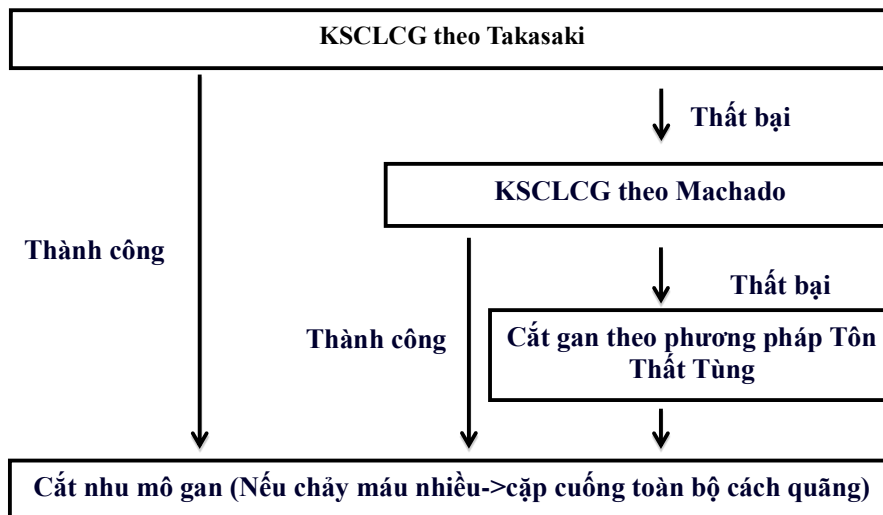 KSCLCG theo Takasaki
Thất bại
KSCLCG theo Machado
Thành công
Thất bại
Thành công
Cắt gan theo phương pháp Tôn
Thất Tùng
Cắt nhu mô gan (Nếu chảy máu nhiều->cặp cuống toàn bộ cách quãng)